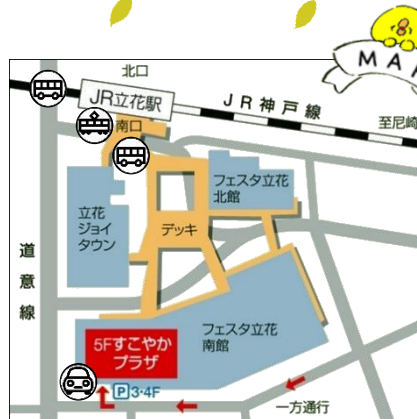 北口
MA
JR立花駅
JR神戸線
南口
至尼崎
フェスタ立花
北館
立花
ジョイ
タウン
デッキ
道意線
フェスタ立花
南館
5Fすこやか
プラザ
P 3・4F
一方通行